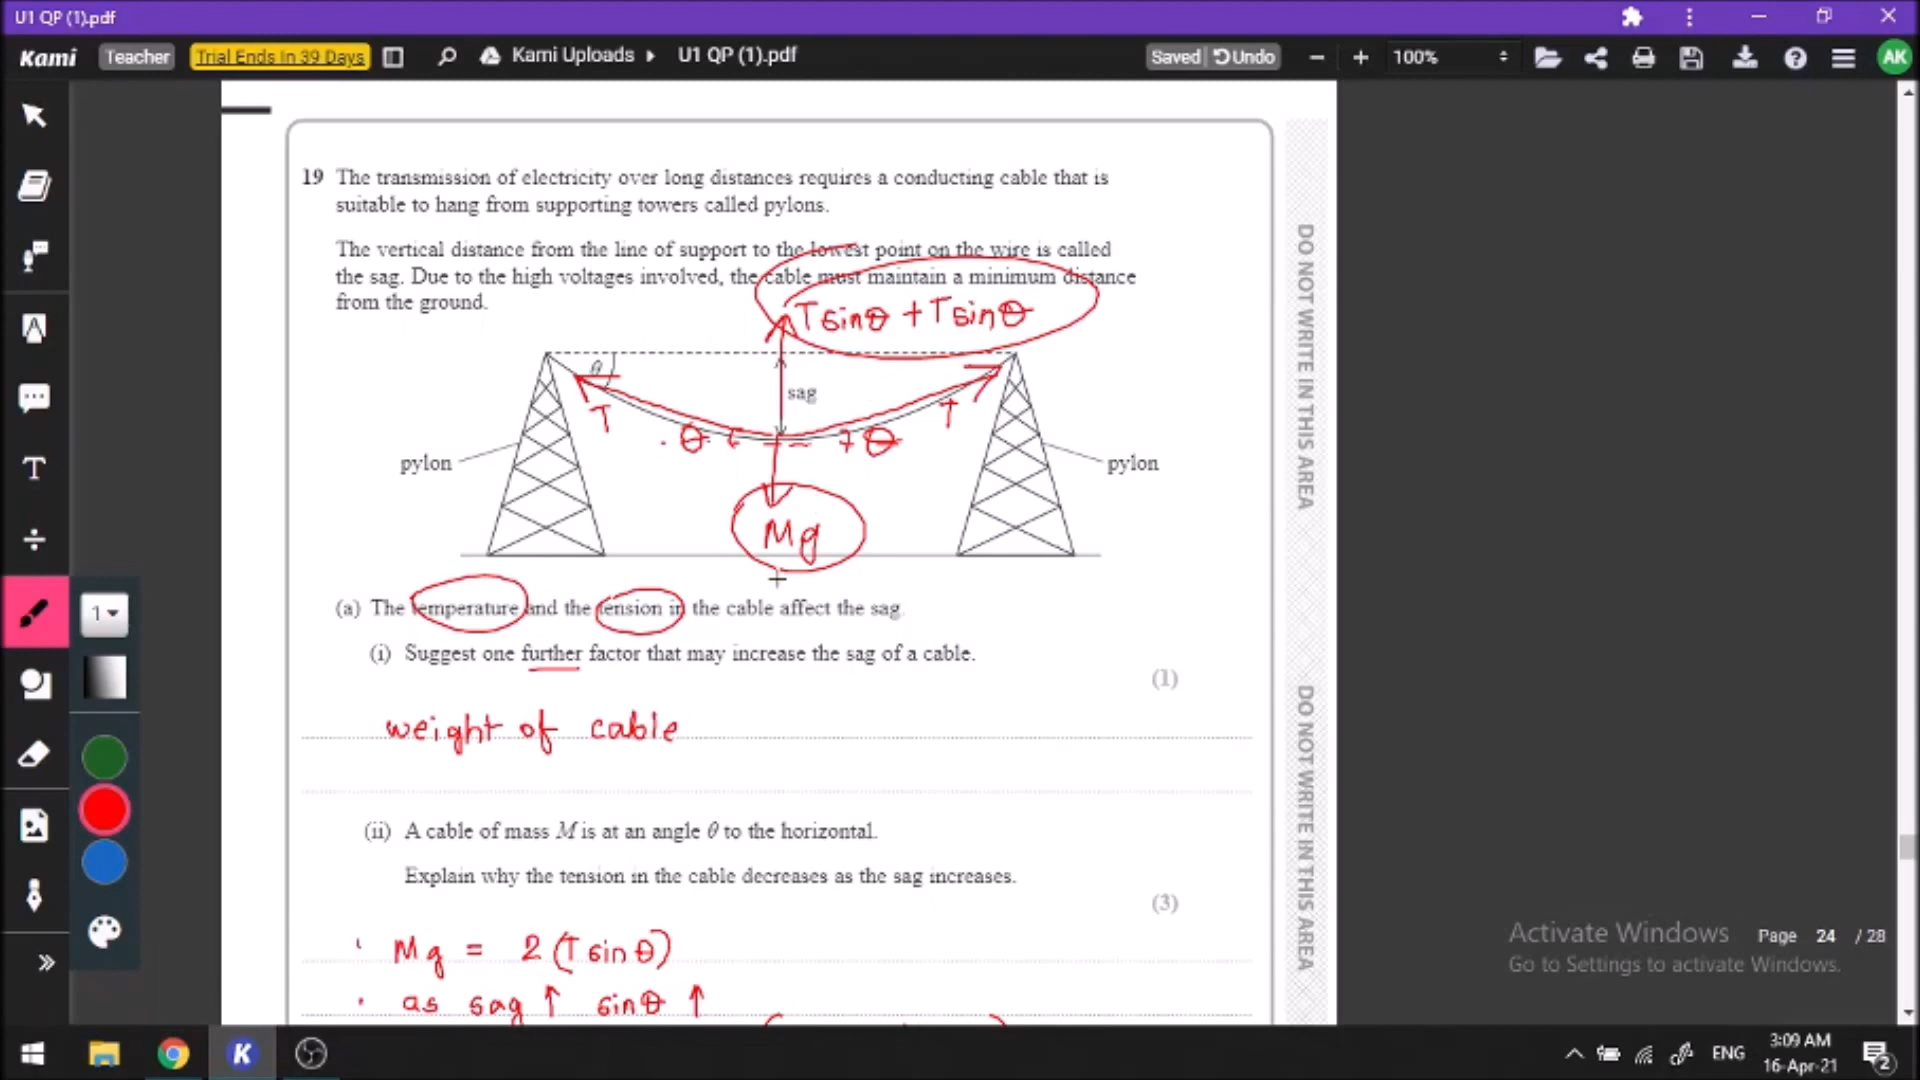 U1 QP (1).pdf
Kami Teacher Trial Ends In 39 Days Kami Uploads U1 QP (1).pdf Saved Undo 100% AK
19 The transmission of electricity over long distances requires a conducting cable that is
suitable to hang from supporting towers called pylons.
The vertical distance from the line of support to the lowest point on the wire is called
the sag. Due to the high voltages involved, the cable must maintain a minimum distance
from the ground.
Tsinθ + Tsinθ
θ
sag
T T
θ θ
pylon pylon
Mg
(a) The temperature and the tension in the cable affect the sag.
(i) Suggest one further factor that may increase the sag of a cable.
(1)
weight of cable
(ii) A cable of mass M is at an angle θ to the horizontal.
Explain why the tension in the cable decreases as the sag increases.
(3)
Mg = 2 (T sin θ)
as sag ↑ sinθ ↑
DO NOT WRITE IN THIS AREA
DO NOT WRITE IN THIS AREA
1
T
Activate Windows
Go to Settings to activate Windows.
Page 24 / 28
K
ENG
3:09 AM
16-Apr-21
2